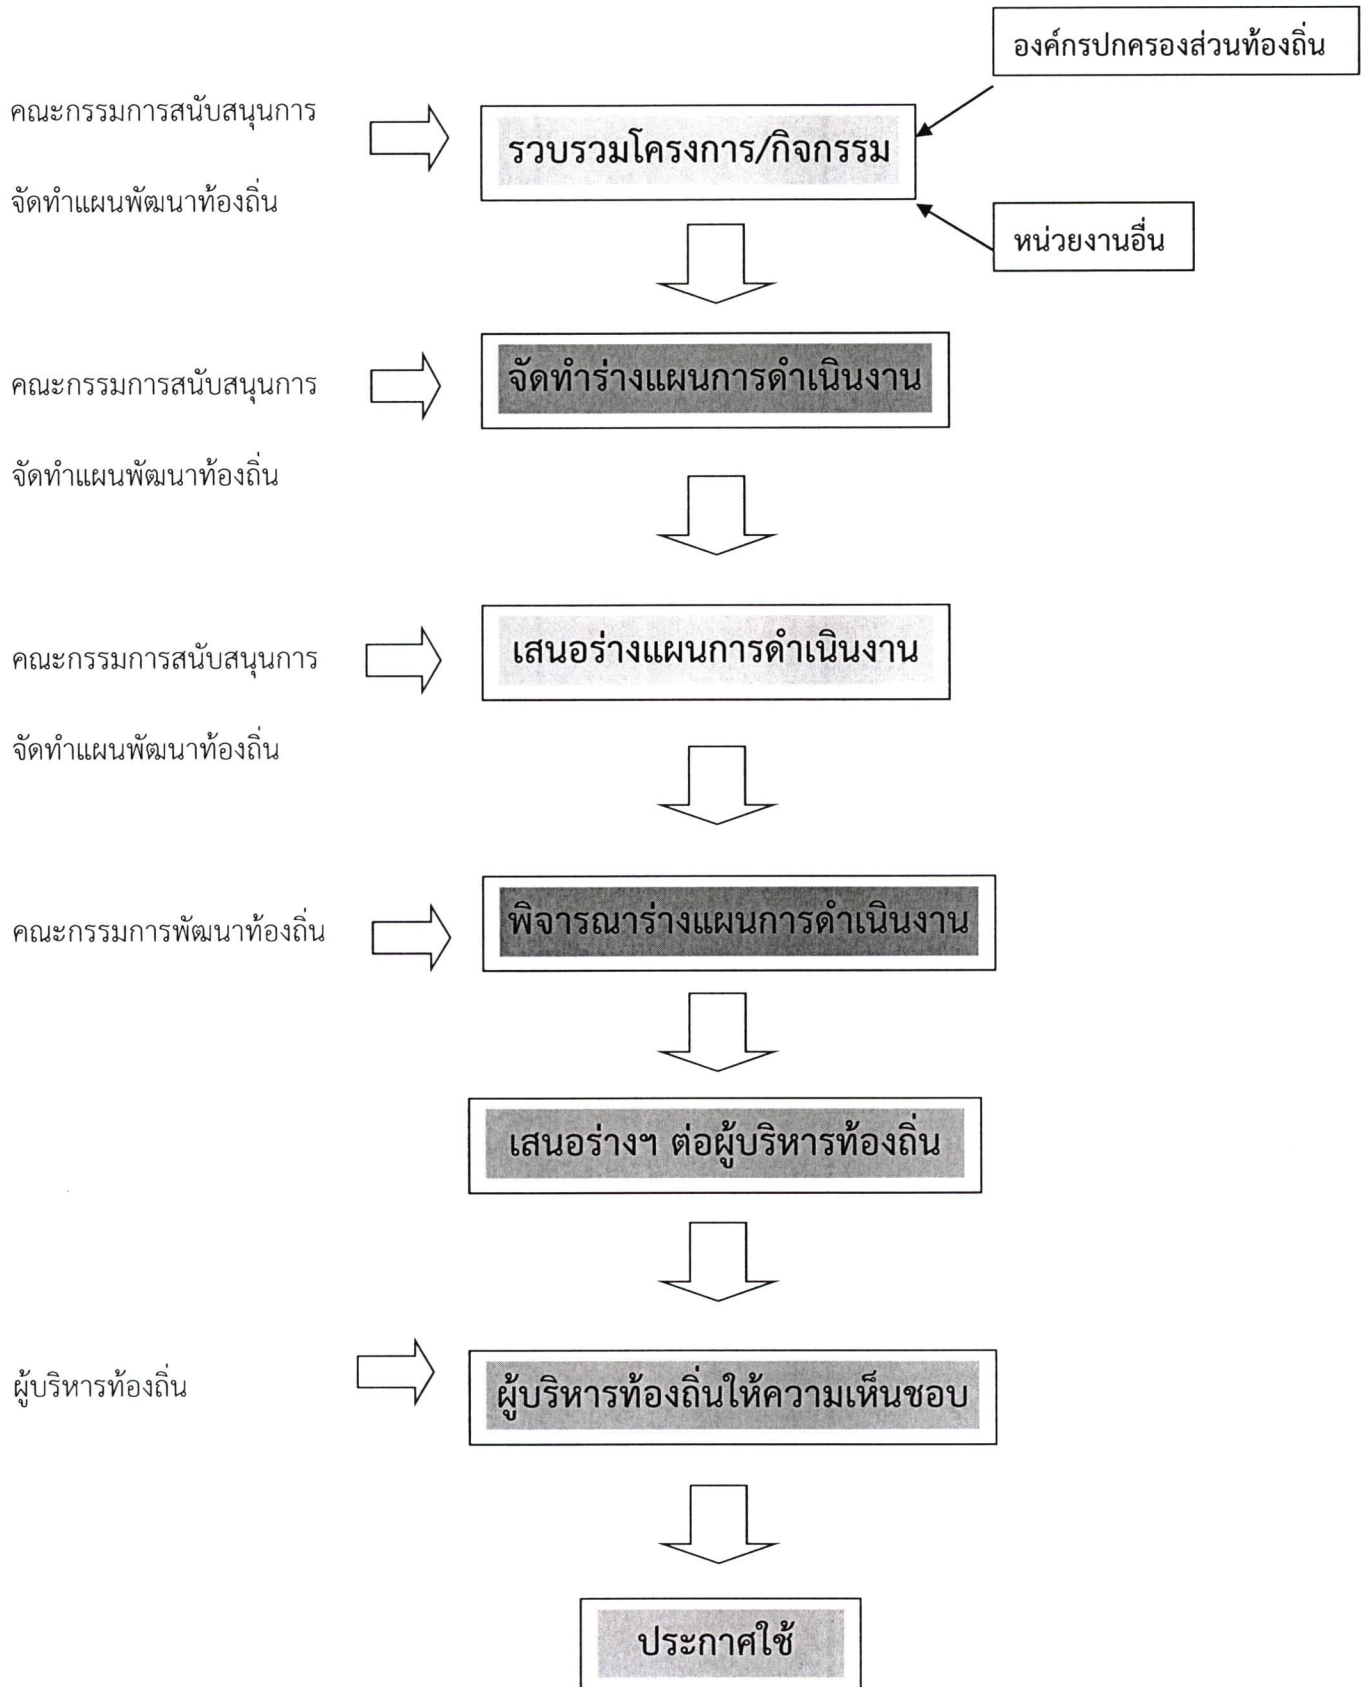 องค์กรปกครองส่วนท้องถิ่น
คณะกรรมการสนับสนุนการ
จัดทำแผนพัฒนาท้องถิ่น
รวบรวมโครงการ/กิจกรรม
หน่วยงานอื่น
คณะกรรมการสนับสนุนการ
จัดทำแผนพัฒนาท้องถิ่น
จัดทำร่างแผนการดำเนินงาน
คณะกรรมการสนับสนุนการ
จัดทำแผนพัฒนาท้องถิ่น
เสนอร่างแผนการดำเนินงาน
คณะกรรมการพัฒนาท้องถิ่น
พิจารณาร่างแผนการดำเนินงาน
เสนอร่างฯ ต่อผู้บริหารท้องถิ่น
ผู้บริหารท้องถิ่น
ผู้บริหารท้องถิ่นให้ความเห็นชอบ
ประกาศใช้